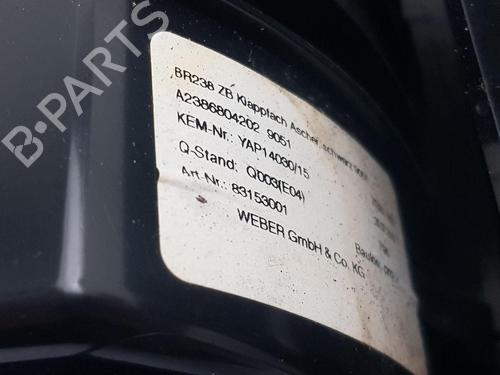 B-PARTS
BR238 ZB Klappfach Ascher schwarz 9051
A2386804202 9051
KEM-Nr.: YAP14030/15
Q-Stand: Q003(E04)
Art-Nr.: 83153001
WEBER GmbH & Co. KG